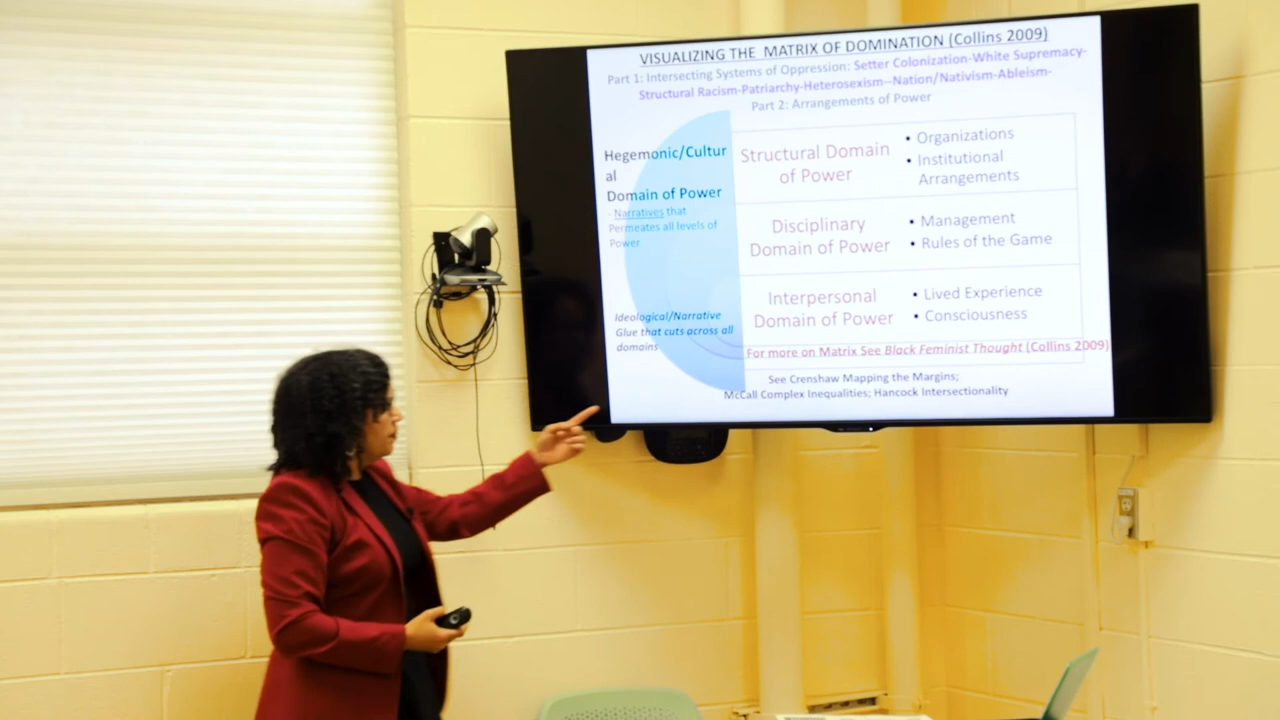 VISUALIZING THE MATRIX OF DOMINATION (Collins 2009)
Part 1: Intersecting Systems of Oppression: Setter Colonization-White Supremacy-
Structural Racism-Patriarchy-Heterosexism--Nation/Nativism-Ableism-
Part 2: Arrangements of Power
Hegemonic/Cultur
al
Domain of Power
- Narratives that
Permeates all levels of
Power
Ideological/Narrative
Glue that cuts across all
domains
Structural Domain
of Power
• Organizations
• Institutional
Arrangements
Disciplinary
Domain of Power
• Management
• Rules of the Game
Interpersonal
Domain of Power
• Lived Experience
• Consciousness
For more on Matrix See Black Feminist Thought (Collins 2009)
See Crenshaw Mapping the Margins;
McCall Complex Inequalities; Hancock Intersectionality